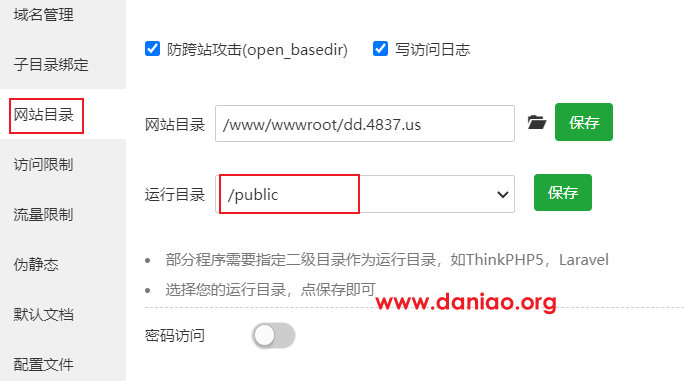 域名管理
子目录绑定
防跨站攻击(open_basedir) 写访问日志
网站目录
网站目录 /www/wwwroot/dd.4837.us 保存
访问限制
运行目录 /public 保存
流量限制
伪静态
部分程序需要指定二级目录作为运行目录，如ThinkPHP5，Laravel
选择您的运行目录，点保存即可
www.daniao.org
默认文档
密码访问
配置文件